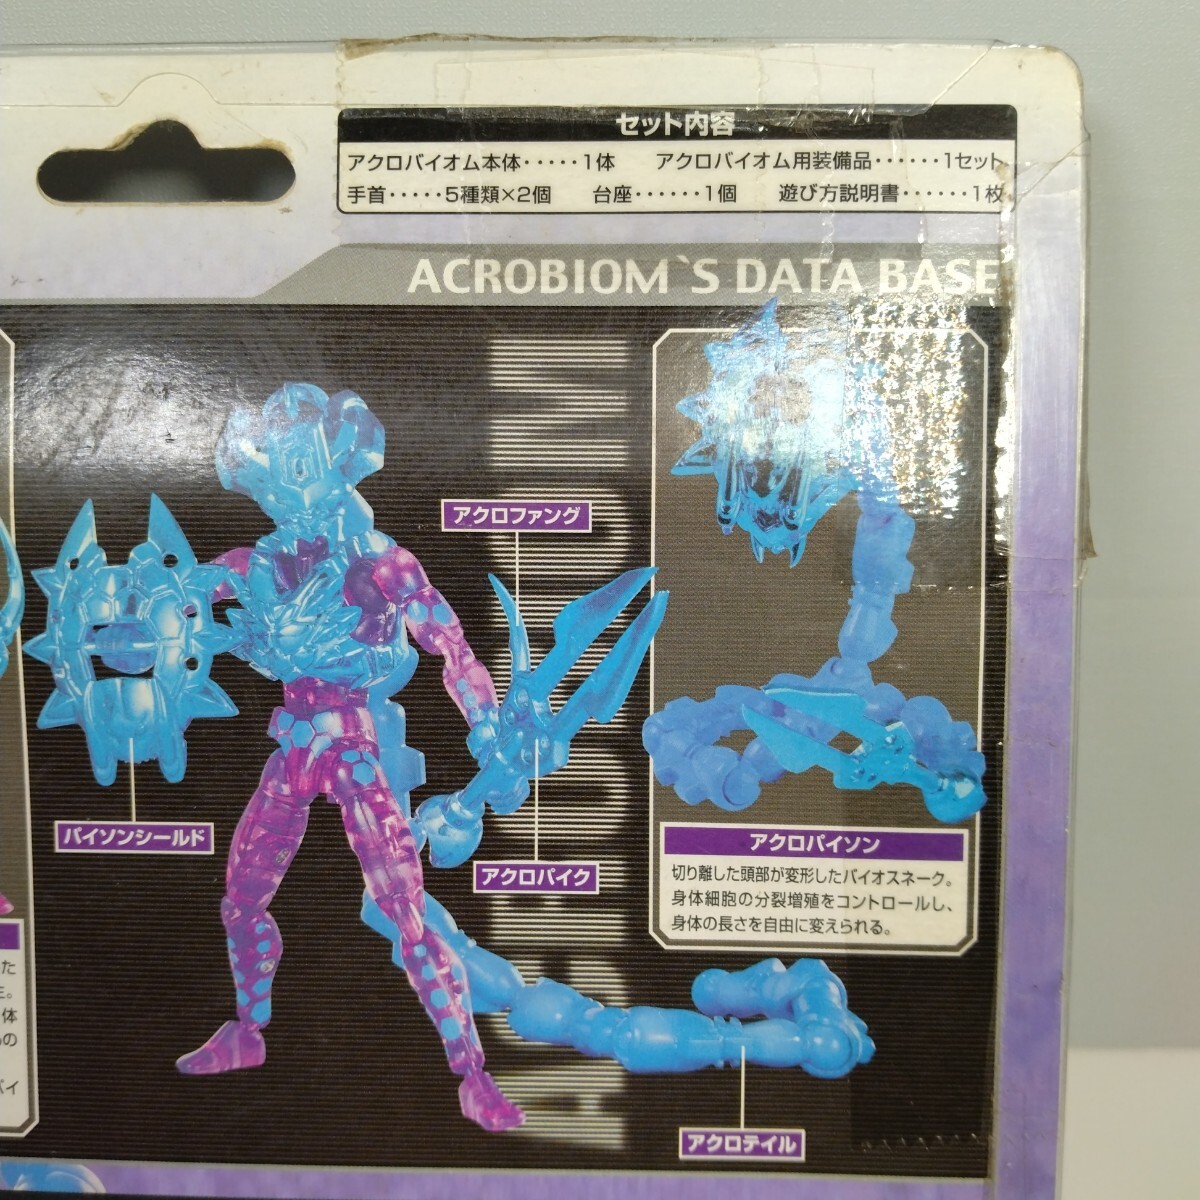 セット内容
アクロバイオム本体・・・・・1体 アクロバイオム用装備品・・・・・・1セット
手首・・・・・5種類×2個 台座・・・・・・1個 遊び方説明書・・・・・・1枚
ACROBIOM`S DATA BASE
アクロファング
パイソンシールド
アクロパイク
アクロパイソン
切り離した頭部が変形したバイオスネーク。
身体細胞の分裂増殖をコントロールし、
身体の長さを自由に変えられる。
アクロテイル
た
体
の